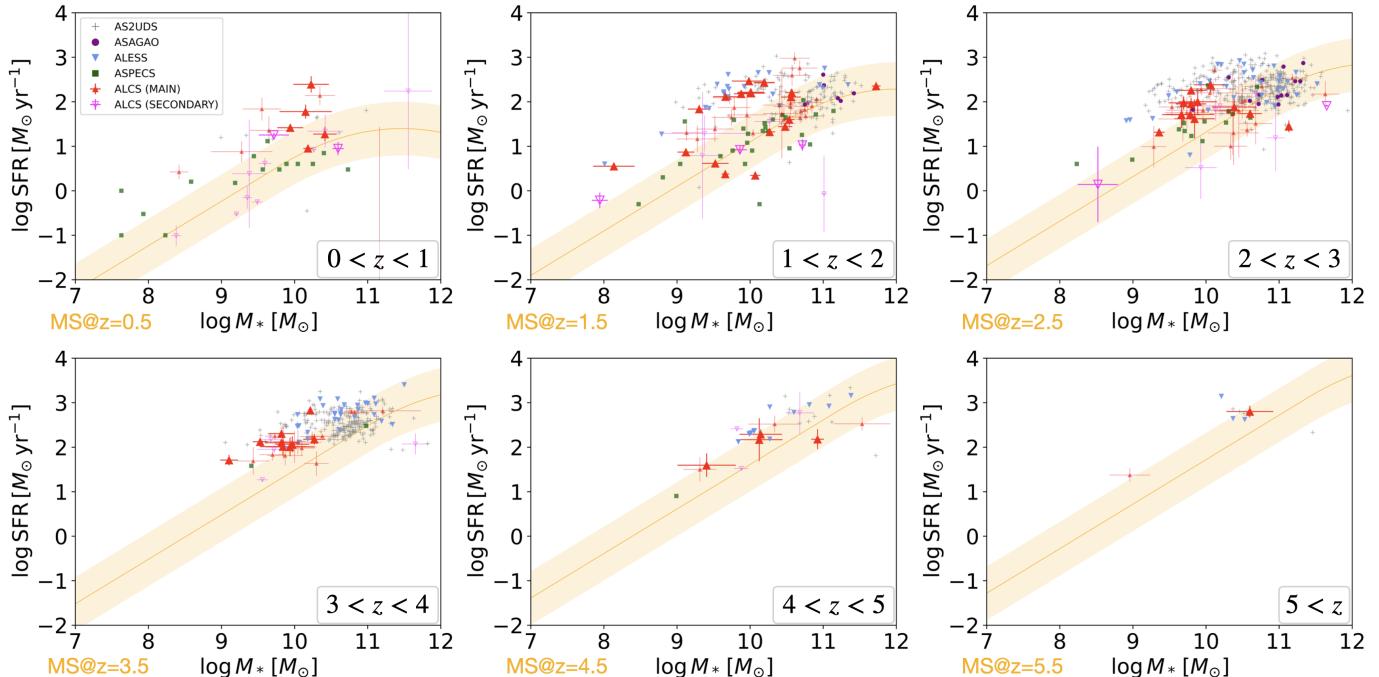 4
3
2
1
0
−1
−2
log SFR [M⊙ yr−1]
AS2UDS
ASAGAO
ALESS
ASPECS
ALCS (MAIN)
ALCS (SECONDARY)
0 < z < 1
7 8 9 10 11 12
MS@z=0.5 log M* [M⊙]
4
3
2
1
0
−1
−2
log SFR [M⊙ yr−1]
1 < z < 2
7 8 9 10 11 12
MS@z=1.5 log M* [M⊙]
4
3
2
1
0
−1
−2
log SFR [M⊙ yr−1]
2 < z < 3
7 8 9 10 11 12
MS@z=2.5 log M* [M⊙]
4
3
2
1
0
−1
−2
log SFR [M⊙ yr−1]
3 < z < 4
7 8 9 10 11 12
MS@z=3.5 log M* [M⊙]
4
3
2
1
0
−1
−2
log SFR [M⊙ yr−1]
4 < z < 5
7 8 9 10 11 12
MS@z=4.5 log M* [M⊙]
4
3
2
1
0
−1
−2
log SFR [M⊙ yr−1]
5 < z
7 8 9 10 11 12
MS@z=5.5 log M* [M⊙]